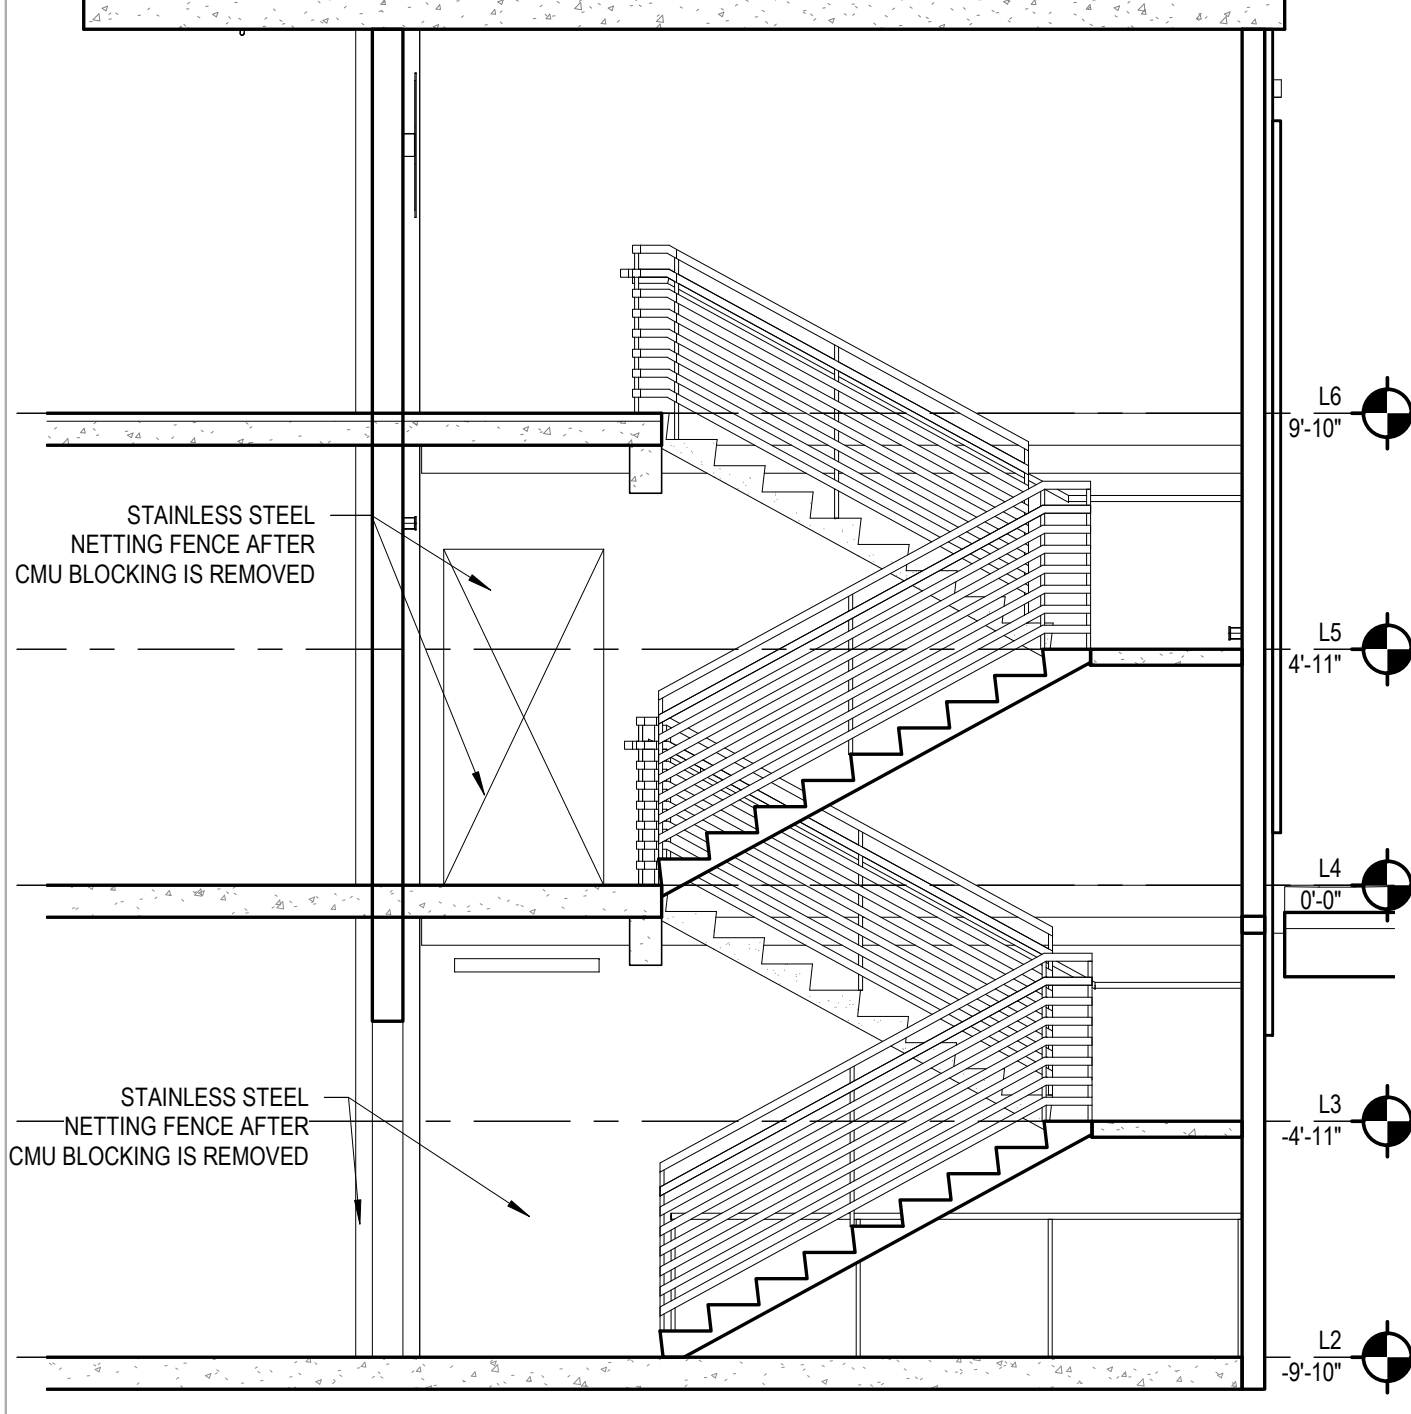 L6
9'-10"
STAINLESS STEEL
NETTING FENCE AFTER
CMU BLOCKING IS REMOVED
L5
4'-11"
L4
0'-0"
STAINLESS STEEL
NETTING FENCE AFTER
CMU BLOCKING IS REMOVED
L3
-4'-11"
L2
-9'-10"